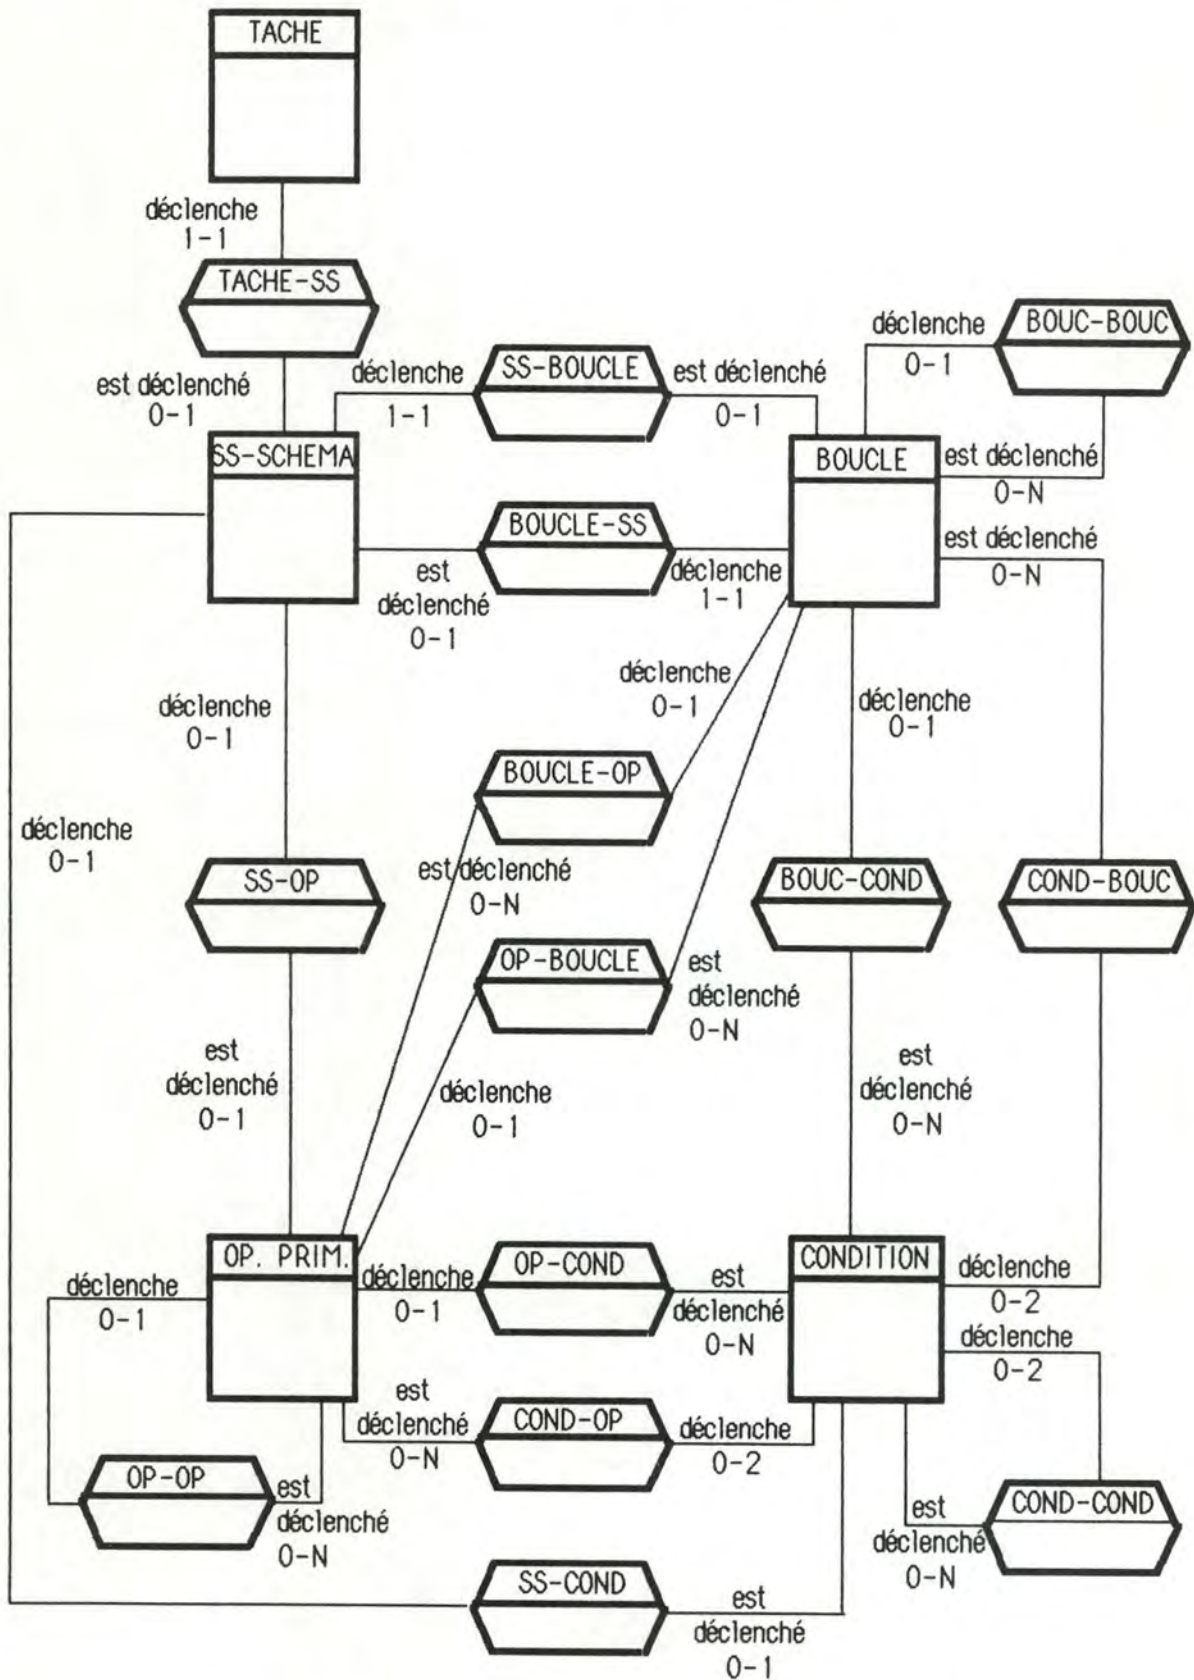 TACHE
déclenche
1-1
TACHE-SS
est déclenché
0-1
déclenche
1-1
SS-BOUCLE
est déclenché
0-1
déclenche
0-1
BOUC-BOUC
SS-SCHEMA
BOUCLE
est déclenché
0-N
BOUCLE-SS
est
déclenché
0-1
déclenche
1-1
est déclenché
0-N
déclenche
0-1
déclenche
0-1
déclenche
0-1
BOUCLE-OP
déclenche
0-1
est déclenché
0-N
SS-OP
BOUC-COND
COND-BOUC
OP-BOUCLE
est
déclenché
0-N
est
déclenché
0-1
déclenche
0-1
est
déclenché
0-N
OP. PRIM.
déclenche
0-1
OP-COND
est
déclenché
0-N
CONDITION
déclenche
0-2
déclenche
0-1
déclenche
0-2
est
déclenché
0-N
COND-OP
déclenche
0-2
OP-OP
est
déclenché
0-N
est
déclenché
0-N
COND-COND
SS-COND
est
déclenché
0-1